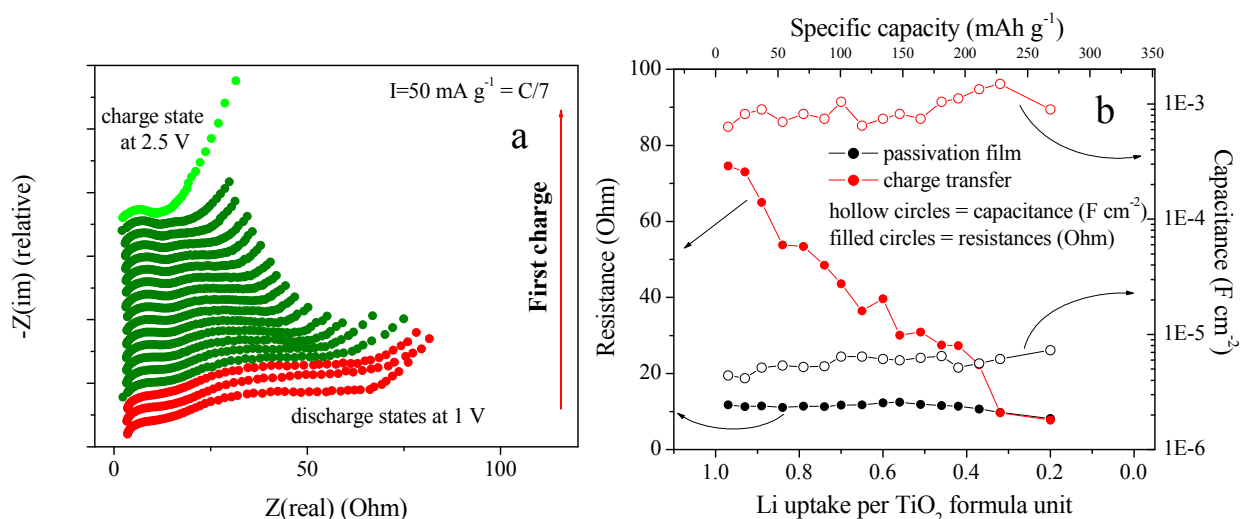 charge state
at 2.5 V
I=50 mA g⁻¹ = C/7
a
First charge
discharge states at 1 V
-Z(im) (relative)
0 25 50 75 100
Z(real) (Ohm)
Specific capacity (mAh g⁻¹)
0 50 100 150 200 250 300 350
b
passivation film
charge transfer
hollow circles = capacitance (F cm⁻²)
filled circles = resistances (Ohm)
Resistance (Ohm)
100
80
60
40
20
0
Capacitance (F cm⁻²)
1E-3
1E-4
1E-5
1E-6
1.0 0.8 0.6 0.4 0.2 0.0
Li uptake per TiO₂ formula unit